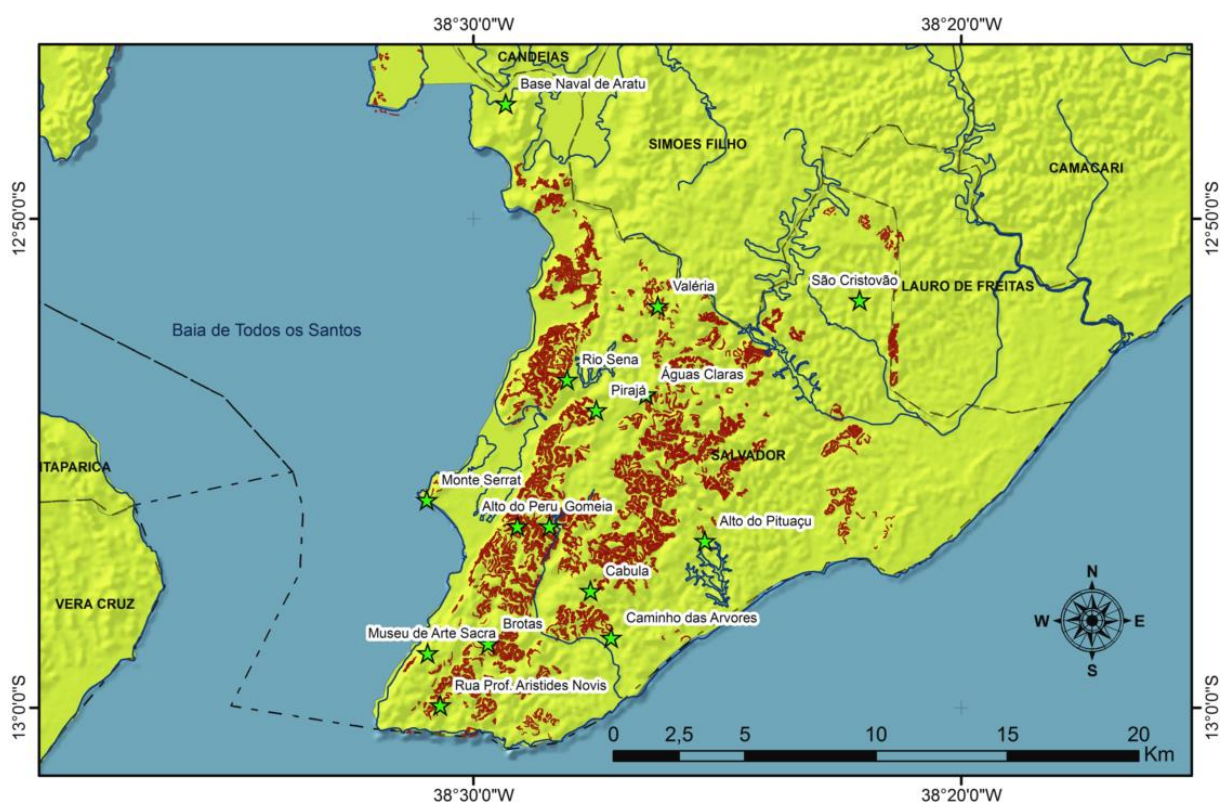 38°30'0"W
38°20'0"W
CANDEIAS
Base Naval de Aratu
SIMOES FILHO
CAMACARI
12°50'0"S
12°50'0"S
São Cristovão
Valéria
LAURO DE FREITAS
Baia de Todos os Santos
Rio Sena
Águas Claras
Pirajá
SALVADOR
ITAPARICA
Monte Serrat
Alto do Peru
Gomeia
Alto do Pituaçu
Cabula
VERA CRUZ
N
W
E
S
Caminho das Arvores
Brotas
Museu de Arte Sacra
Rua Prof. Aristides Novis
13°0'0"S
13°0'0"S
0 2,5 5 10 15 20
Km
38°30'0"W
38°20'0"W